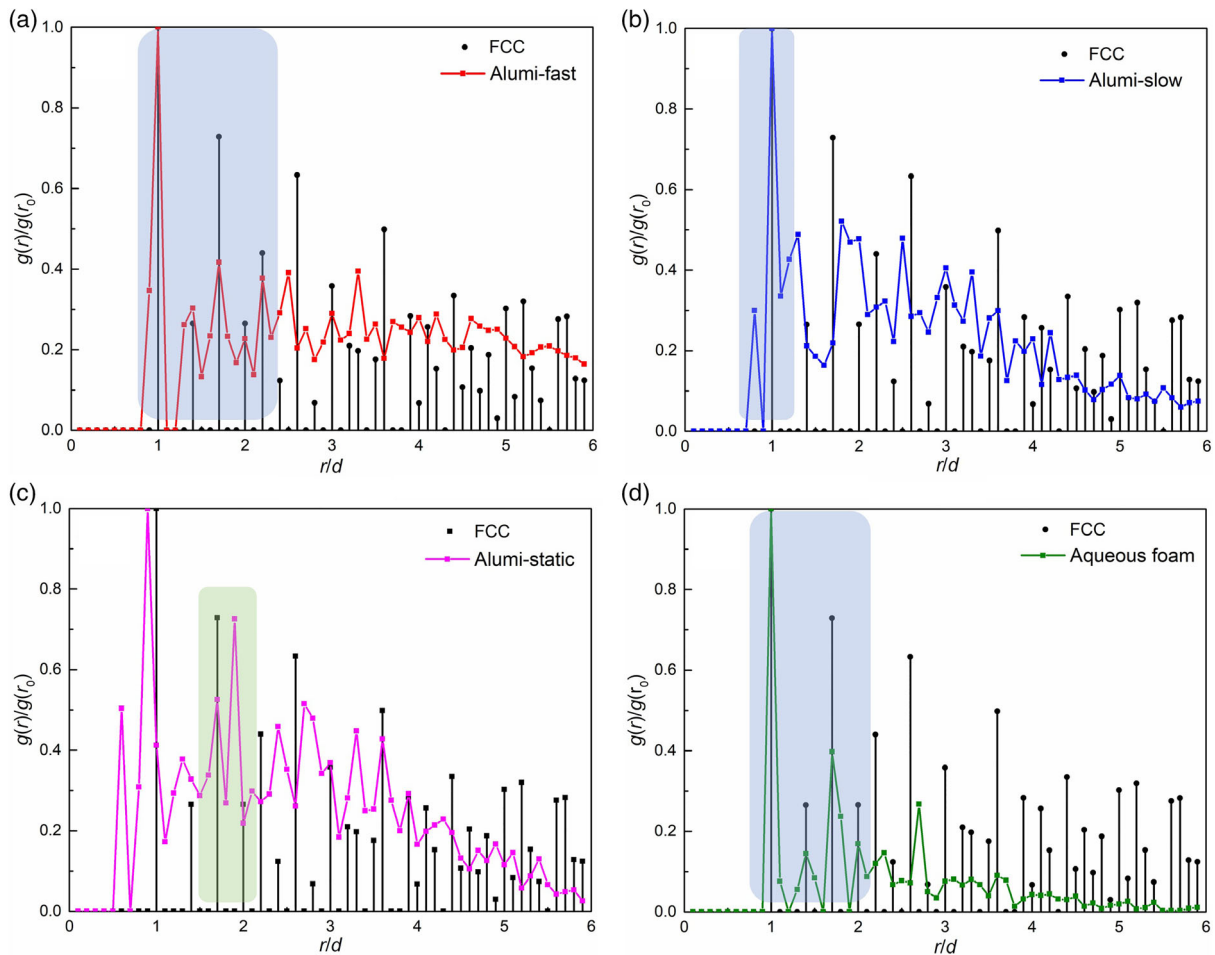 (a)
1.0
0.8
0.6
0.4
0.2
0.0
g(r)/g(r₀)
0 1 2 3 4 5 6
r/d
FCC
Alumi-fast
(b)
1.0
0.8
0.6
0.4
0.2
0.0
g(r)/g(r₀)
0 1 2 3 4 5 6
r/d
FCC
Alumi-slow
(c)
1.0
0.8
0.6
0.4
0.2
0.0
g(r)/g(r₀)
0 1 2 3 4 5 6
r/d
FCC
Alumi-static
(d)
1.0
0.8
0.6
0.4
0.2
0.0
g(r)/g(r₀)
0 1 2 3 4 5 6
r/d
FCC
Aqueous foam